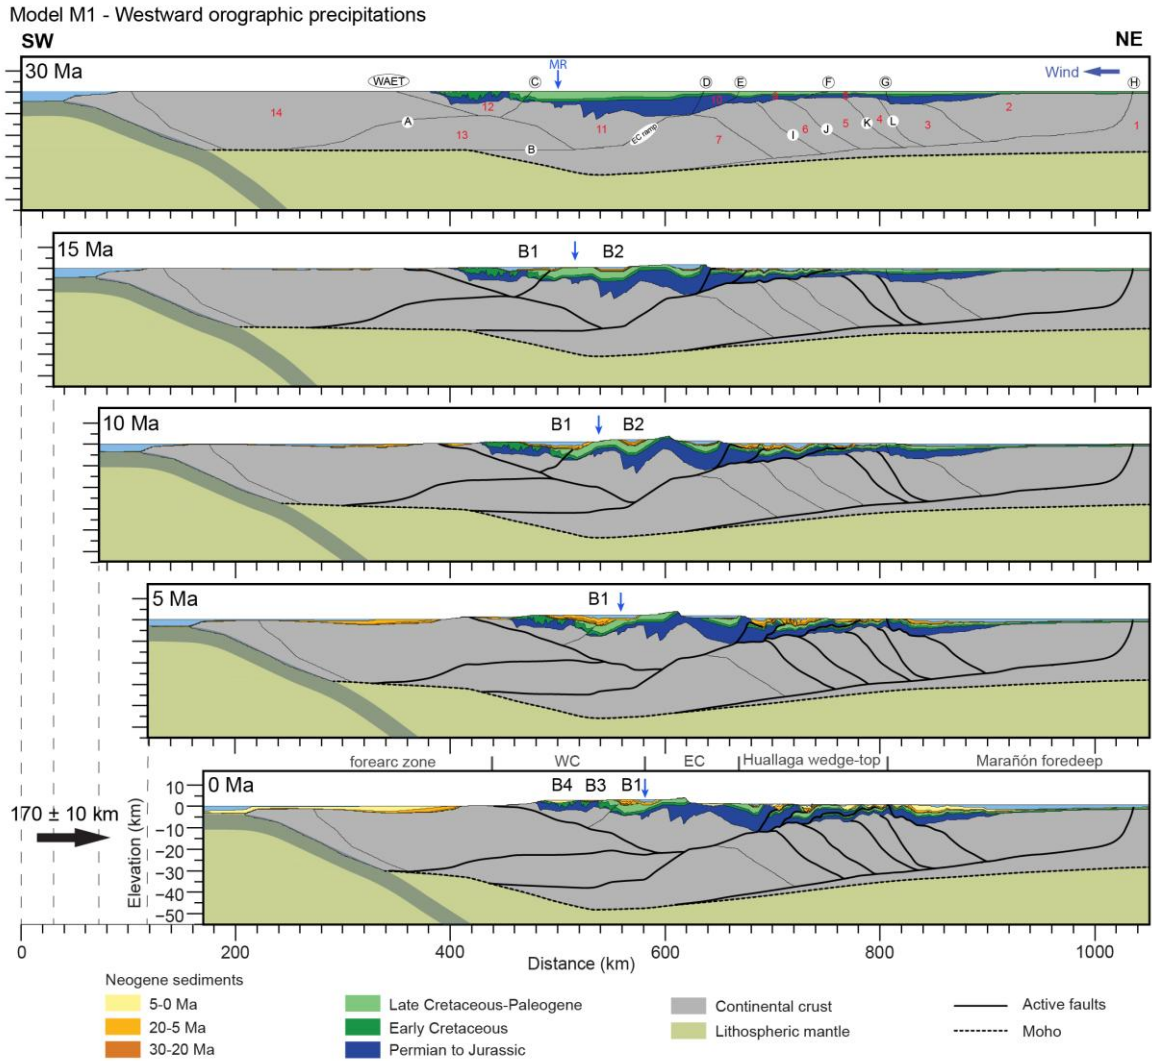 Model M1 - Westward orographic precipitations
SW NE
30 Ma
WAET C MR D E F G Wind H
14 12 10 9 8 2
A 13 11 EC ramp 7 I 6 J 5 K 4 L 3 1
B
15 Ma
B1 B2
10 Ma
B1 B2
5 Ma
B1
forearc zone WC EC Huallaga wedge-top Marañón foredeep
0 Ma
B4 B3 B1
170 ± 10 km
Elevation (km)
10
0
−10
−20
−30
−40
−50
0 200 400 600 800 1000
Distance (km)
Neogene sediments
5-0 Ma
20-5 Ma
30-20 Ma
Late Cretaceous-Paleogene
Early Cretaceous
Permian to Jurassic
Continental crust
Lithospheric mantle
Active faults
Moho